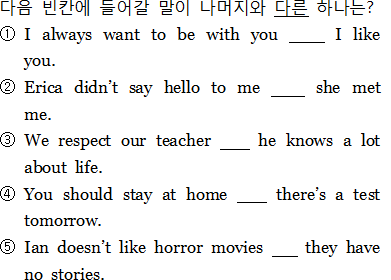 다음 빈칸에 들어갈 말이 나머지와 다른 하나는?
① I always want to be with you ____ I like
you.
② Erica didn't say hello to me ____ she met
me.
③ We respect our teacher ____ he knows a lot
about life.
④ You should stay at home ____ there's a test
tomorrow.
⑤ Ian doesn't like horror movies ____ they have
no stories.